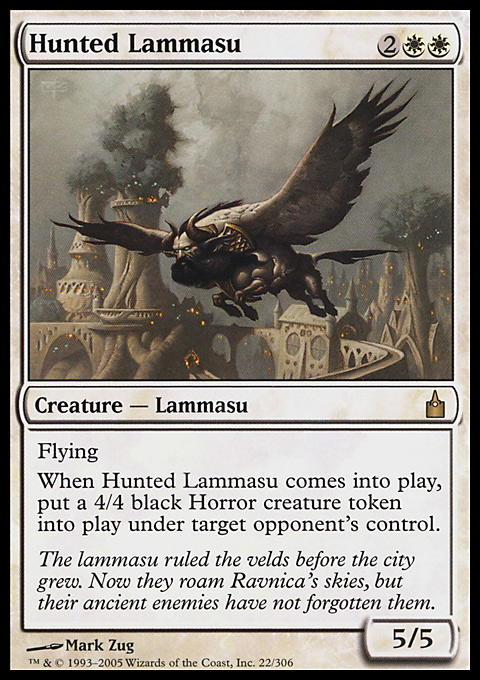 Hunted Lammasu 2
Creature — Lammasu
Flying
When Hunted Lammasu comes into play,
put a 4/4 black Horror creature token
into play under target opponent's control.
The lammasu ruled the velds before the city
grew. Now they roam Ravnica's skies, but
their ancient enemies have not forgotten them.
Mark Zug
5/5
™ & © 1993–2005 Wizards of the Coast, Inc. 22/306